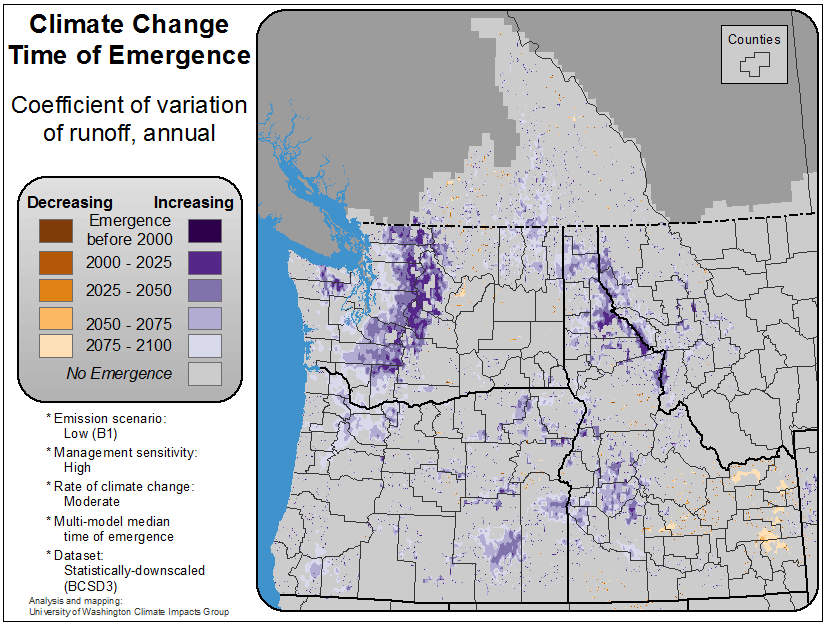 Climate Change
Time of Emergence
Coefficient of variation
of runoff, annual
Counties
Decreasing Increasing
Emergence
before 2000
2000 - 2025
2025 - 2050
2050 - 2075
2075 - 2100
No Emergence
* Emission scenario:
Low (B1)
* Management sensitivity:
High
* Rate of climate change:
Moderate
* Multi-model median
time of emergence
* Dataset:
Statistically-downscaled
(BCSD3)
Analysis and mapping:
University of Washington Climate Impacts Group